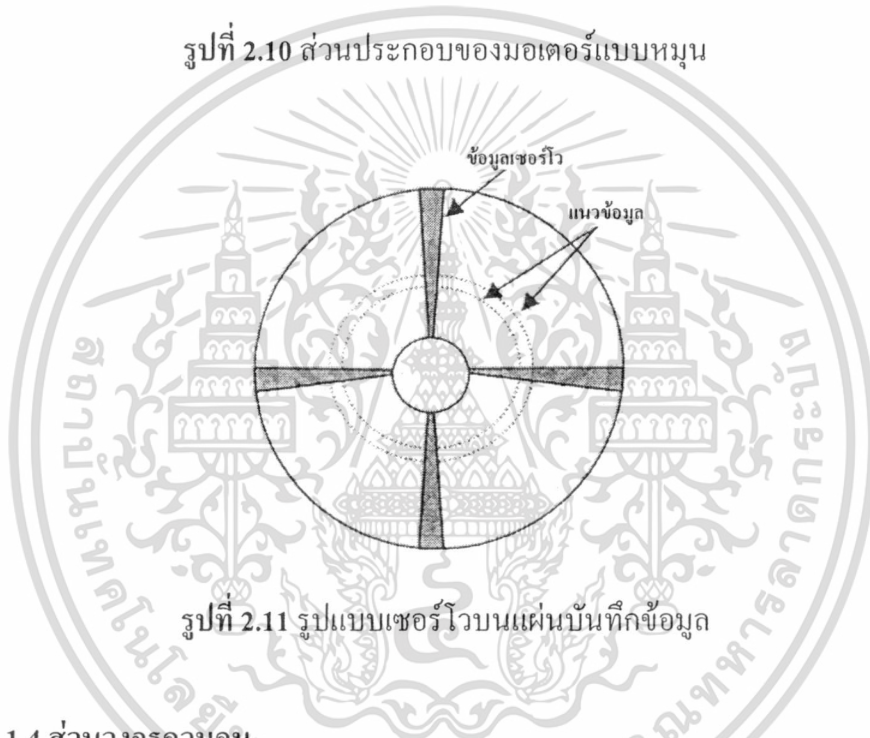 รูปที่ 2.10 ส่วนประกอบของมอเตอร์แบบหมุน
ข้อมูลเซอร์โว
แนวข้อมูล
รูปที่ 2.11 รูปแบบเซอร์โวบนแผ่นบันทึกข้อมูล